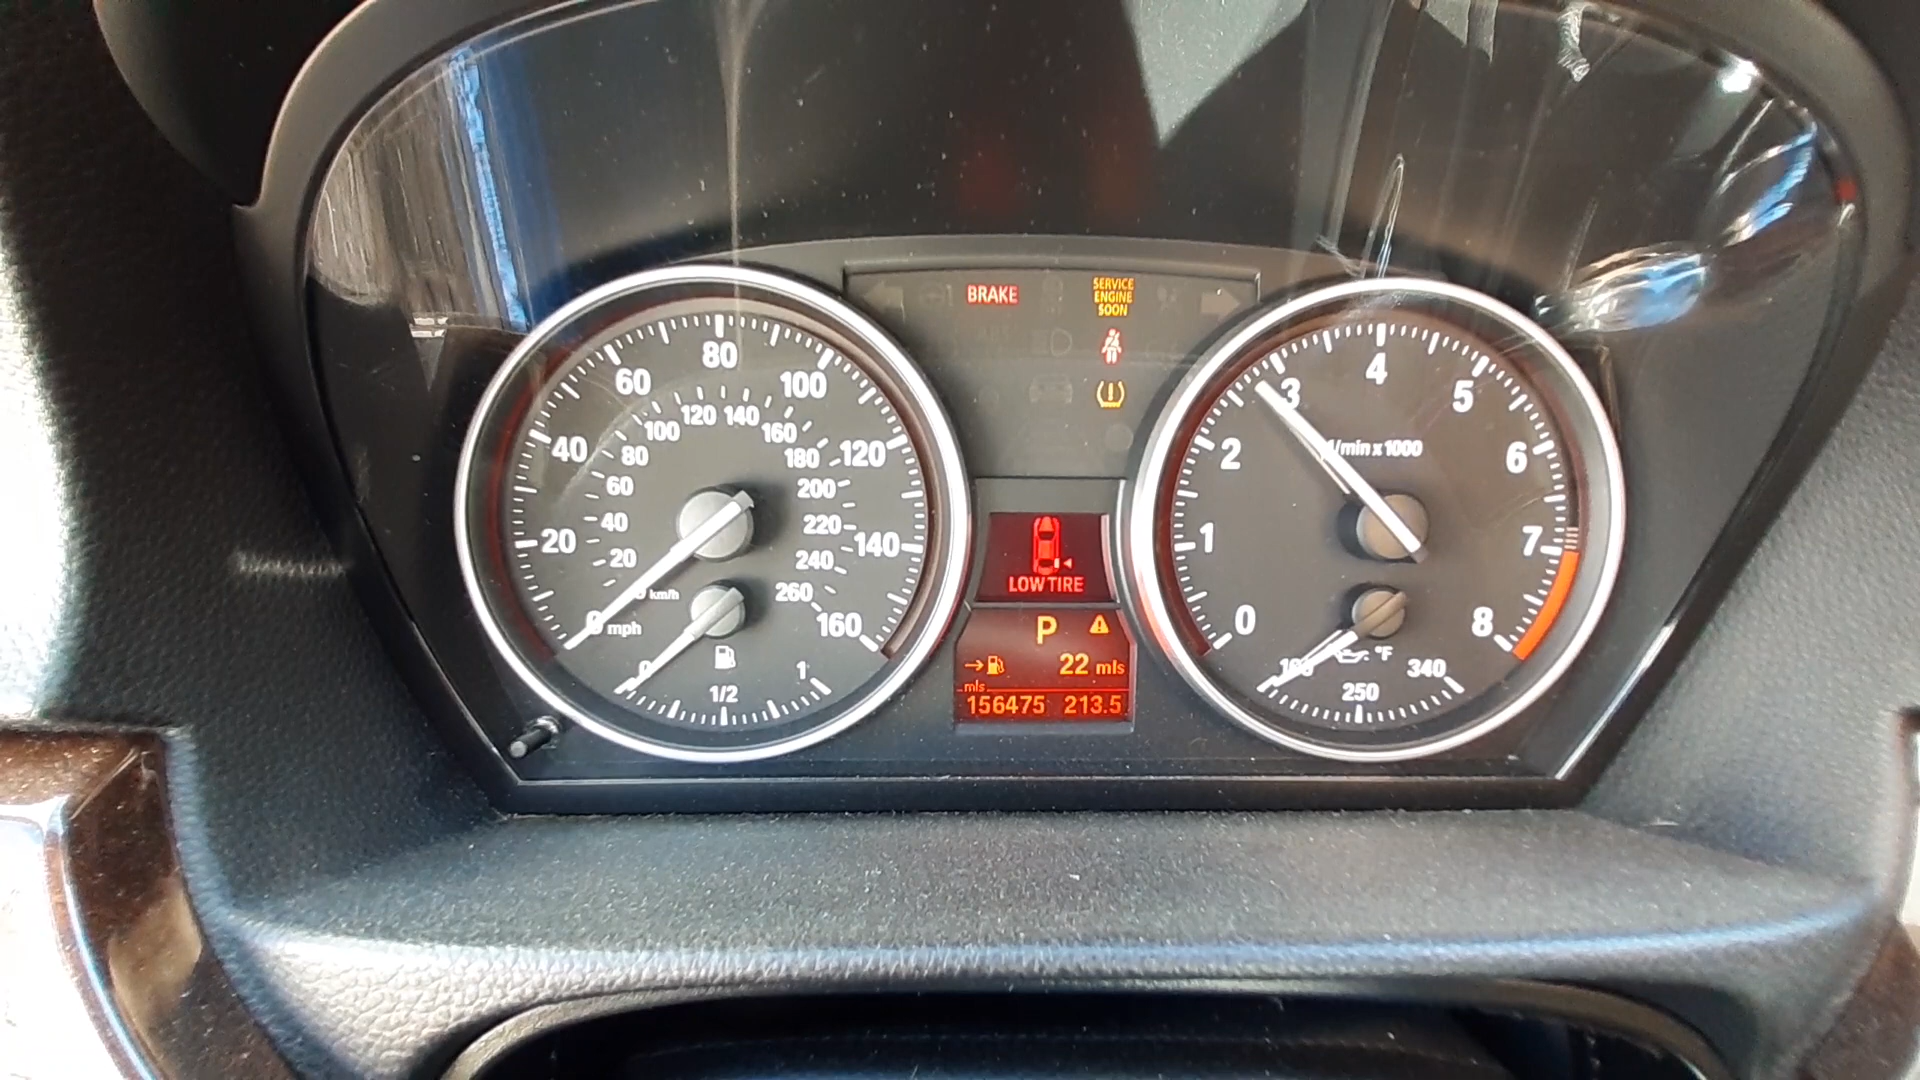 BRAKE
SERVICE
ENGINE
SOON
80
60
100
40
120
20
140
0 mph
160
120 140
100
160
80
180
60
200
40
220
20
240
km/h
260
0
1/2
1
LOW TIRE
P
22 mls
mls
156475 213.5
4
3
5
2
6
1
7
0
8
1/min x 1000
°F
340
250